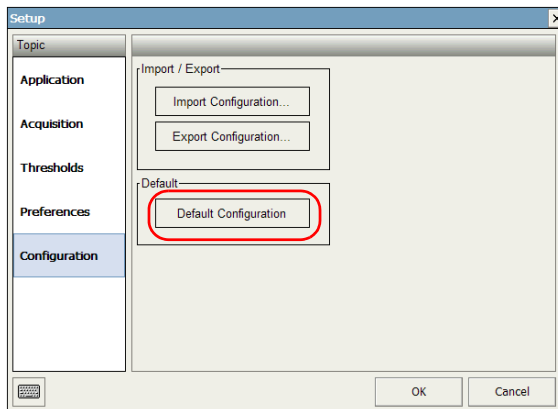 Setup
Topic
Application
Acquisition
Thresholds
Preferences
Configuration
Import / Export
Import Configuration...
Export Configuration...
Default
Default Configuration
OK
Cancel